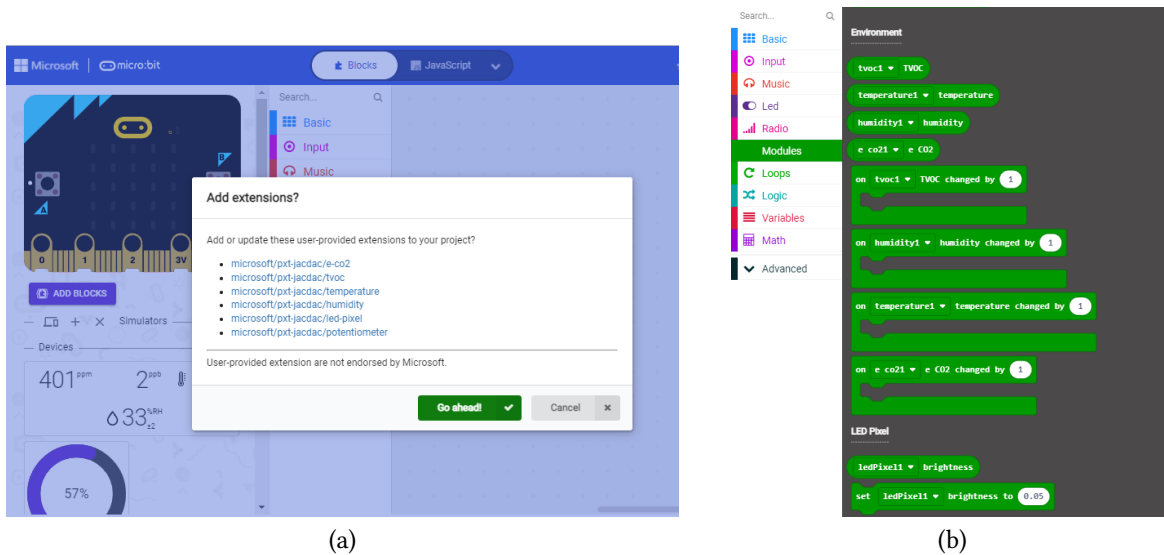 Microsoft
micro:bit
Blocks
JavaScript
B
A
0
1
2
3V
ADD BLOCKS
Simulators
Devices
401 ppm
2 ppb
33 %RH
±2
57%
Search...
Basic
Input
Music
Add extensions?
Add or update these user-provided extensions to your project?
microsoft/pxt-jacdac/e-co2
microsoft/pxt-jacdac/tvoc
microsoft/pxt-jacdac/temperature
microsoft/pxt-jacdac/humidity
microsoft/pxt-jacdac/led-pixel
microsoft/pxt-jacdac/potentiometer
User-provided extension are not endorsed by Microsoft.
Go ahead!
Cancel
(a)
Search...
Basic
Input
Music
Led
Radio
Modules
Loops
Logic
Variables
Math
Advanced
Environment
tvoc1 TVOC
temperature1 temperature
humidity1 humidity
e co21 e CO2
on tvoc1 TVOC changed by 1
on humidity1 humidity changed by 1
on temperature1 temperature changed by 1
on e co21 e CO2 changed by 1
LED Pixel
ledPixel1 brightness
set ledPixel1 brightness to 0.05
(b)